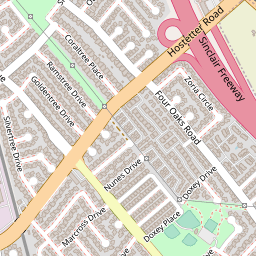 Hostetter Road
Sinclair Freeway
Coraltree Place
Ramstree Drive
Goldentree Drive
Silvertree Drive
Zoria Circle
Four Oaks Road
Nunes Drive
Doxey Drive
Doxey Place
Marcross Drive